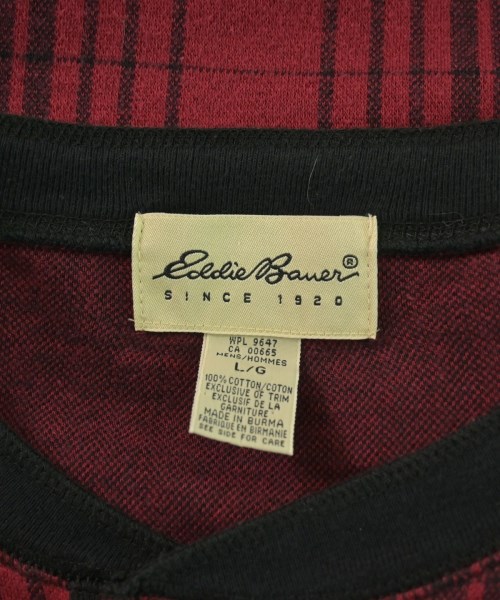 Eddie Bauer®
SINCE 1920
WPL 9647
CA 00665
MENS/HOMMES
L/G
100% COTTON/COTON
EXCLUSIVE OF TRIM
EXCLUSIF DE LA
GARNITURE
MADE IN BURMA
FABRIQUE EN BIRMANIE
SEE SIDE FOR CARE